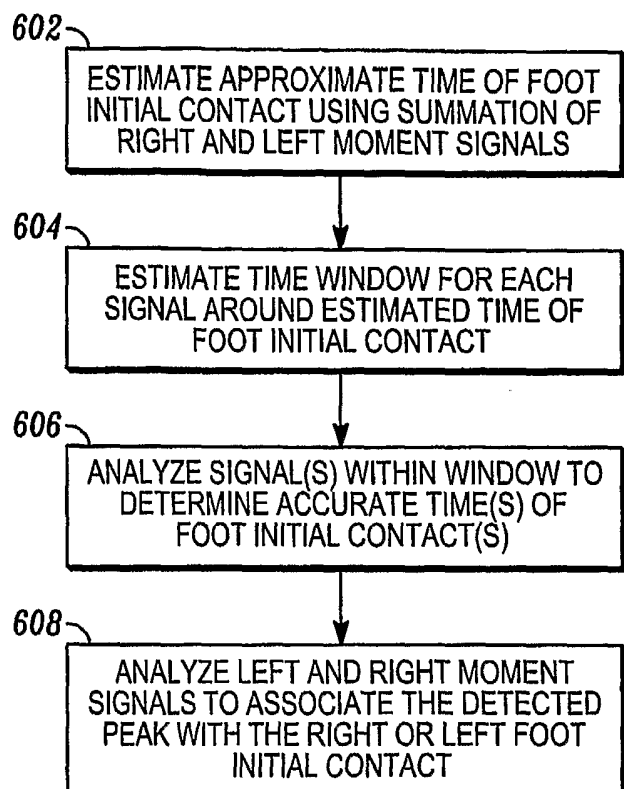 602
ESTIMATE APPROXIMATE TIME OF FOOT
INITIAL CONTACT USING SUMMATION OF
RIGHT AND LEFT MOMENT SIGNALS
604
ESTIMATE TIME WINDOW FOR EACH
SIGNAL AROUND ESTIMATED TIME OF
FOOT INITIAL CONTACT
606
ANALYZE SIGNAL(S) WITHIN WINDOW TO
DETERMINE ACCURATE TIME(S) OF
FOOT INITIAL CONTACT(S)
608
ANALYZE LEFT AND RIGHT MOMENT
SIGNALS TO ASSOCIATE THE DETECTED
PEAK WITH THE RIGHT OR LEFT FOOT
INITIAL CONTACT